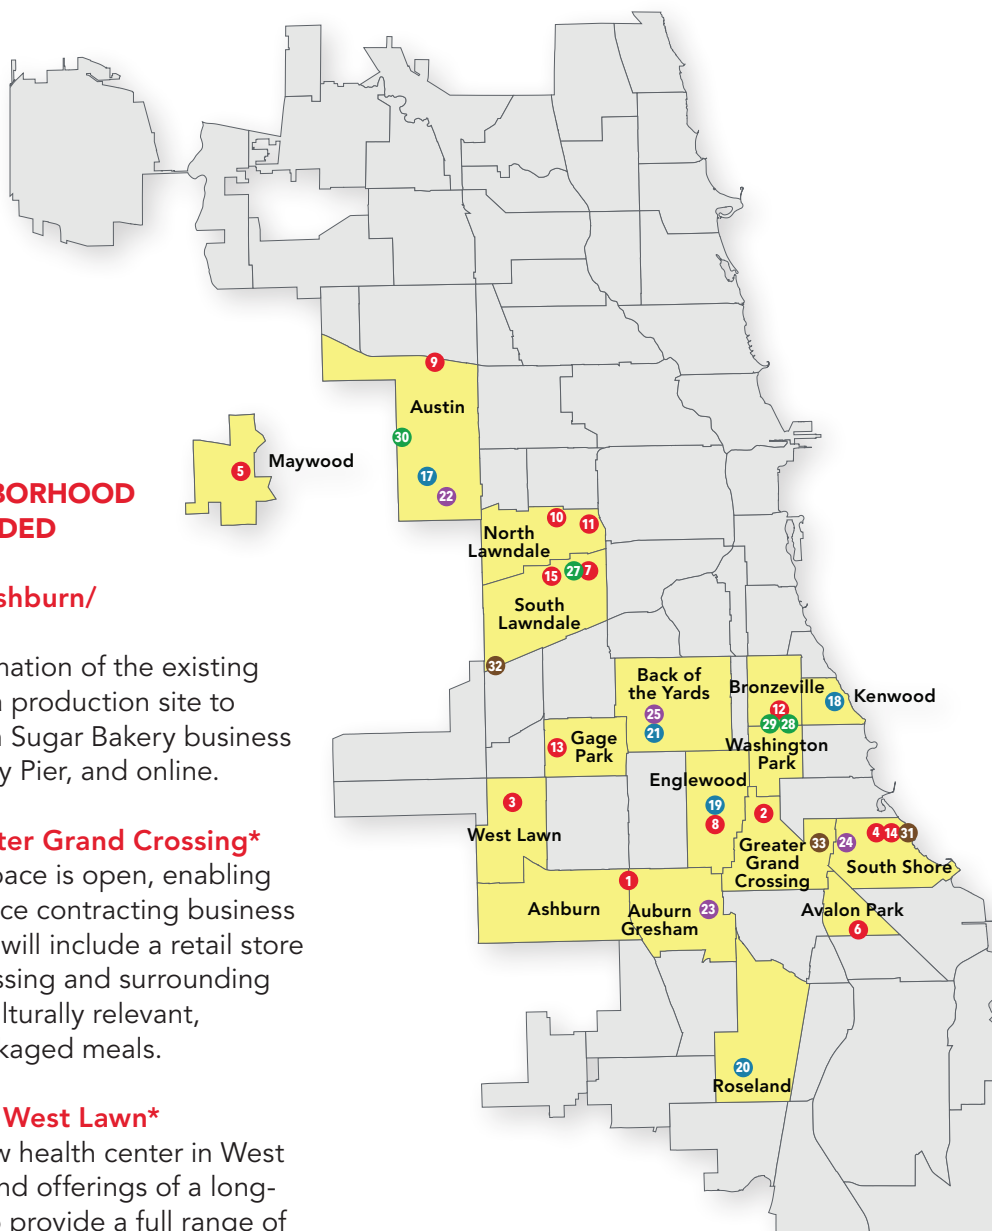 BORHOOD
DED
shburn/
nation of the existing
production site to
Sugar Bakery business
y Pier, and online.
ter Grand Crossing*
pace is open, enabling
ce contracting business
will include a retail store
ssing and surrounding
lturally relevant,
kaged meals.
West Lawn*
w health center in West
nd offerings of a long-
provide a full range of
9
Austin
30
17
22
5
Maywood
10
11
North
Lawndale
15
27
7
South
Lawndale
32
Back of
the Yards
25
21
Bronzeville
12
29
28
18
Kenwood
Washington
Park
13
Gage
Park
Englewood
19
8
3
West Lawn
2
Greater
Grand
Crossing
33
24
4
14
31
South Shore
1
Ashburn
Auburn
Gresham
23
Avalon Park
6
20
Roseland